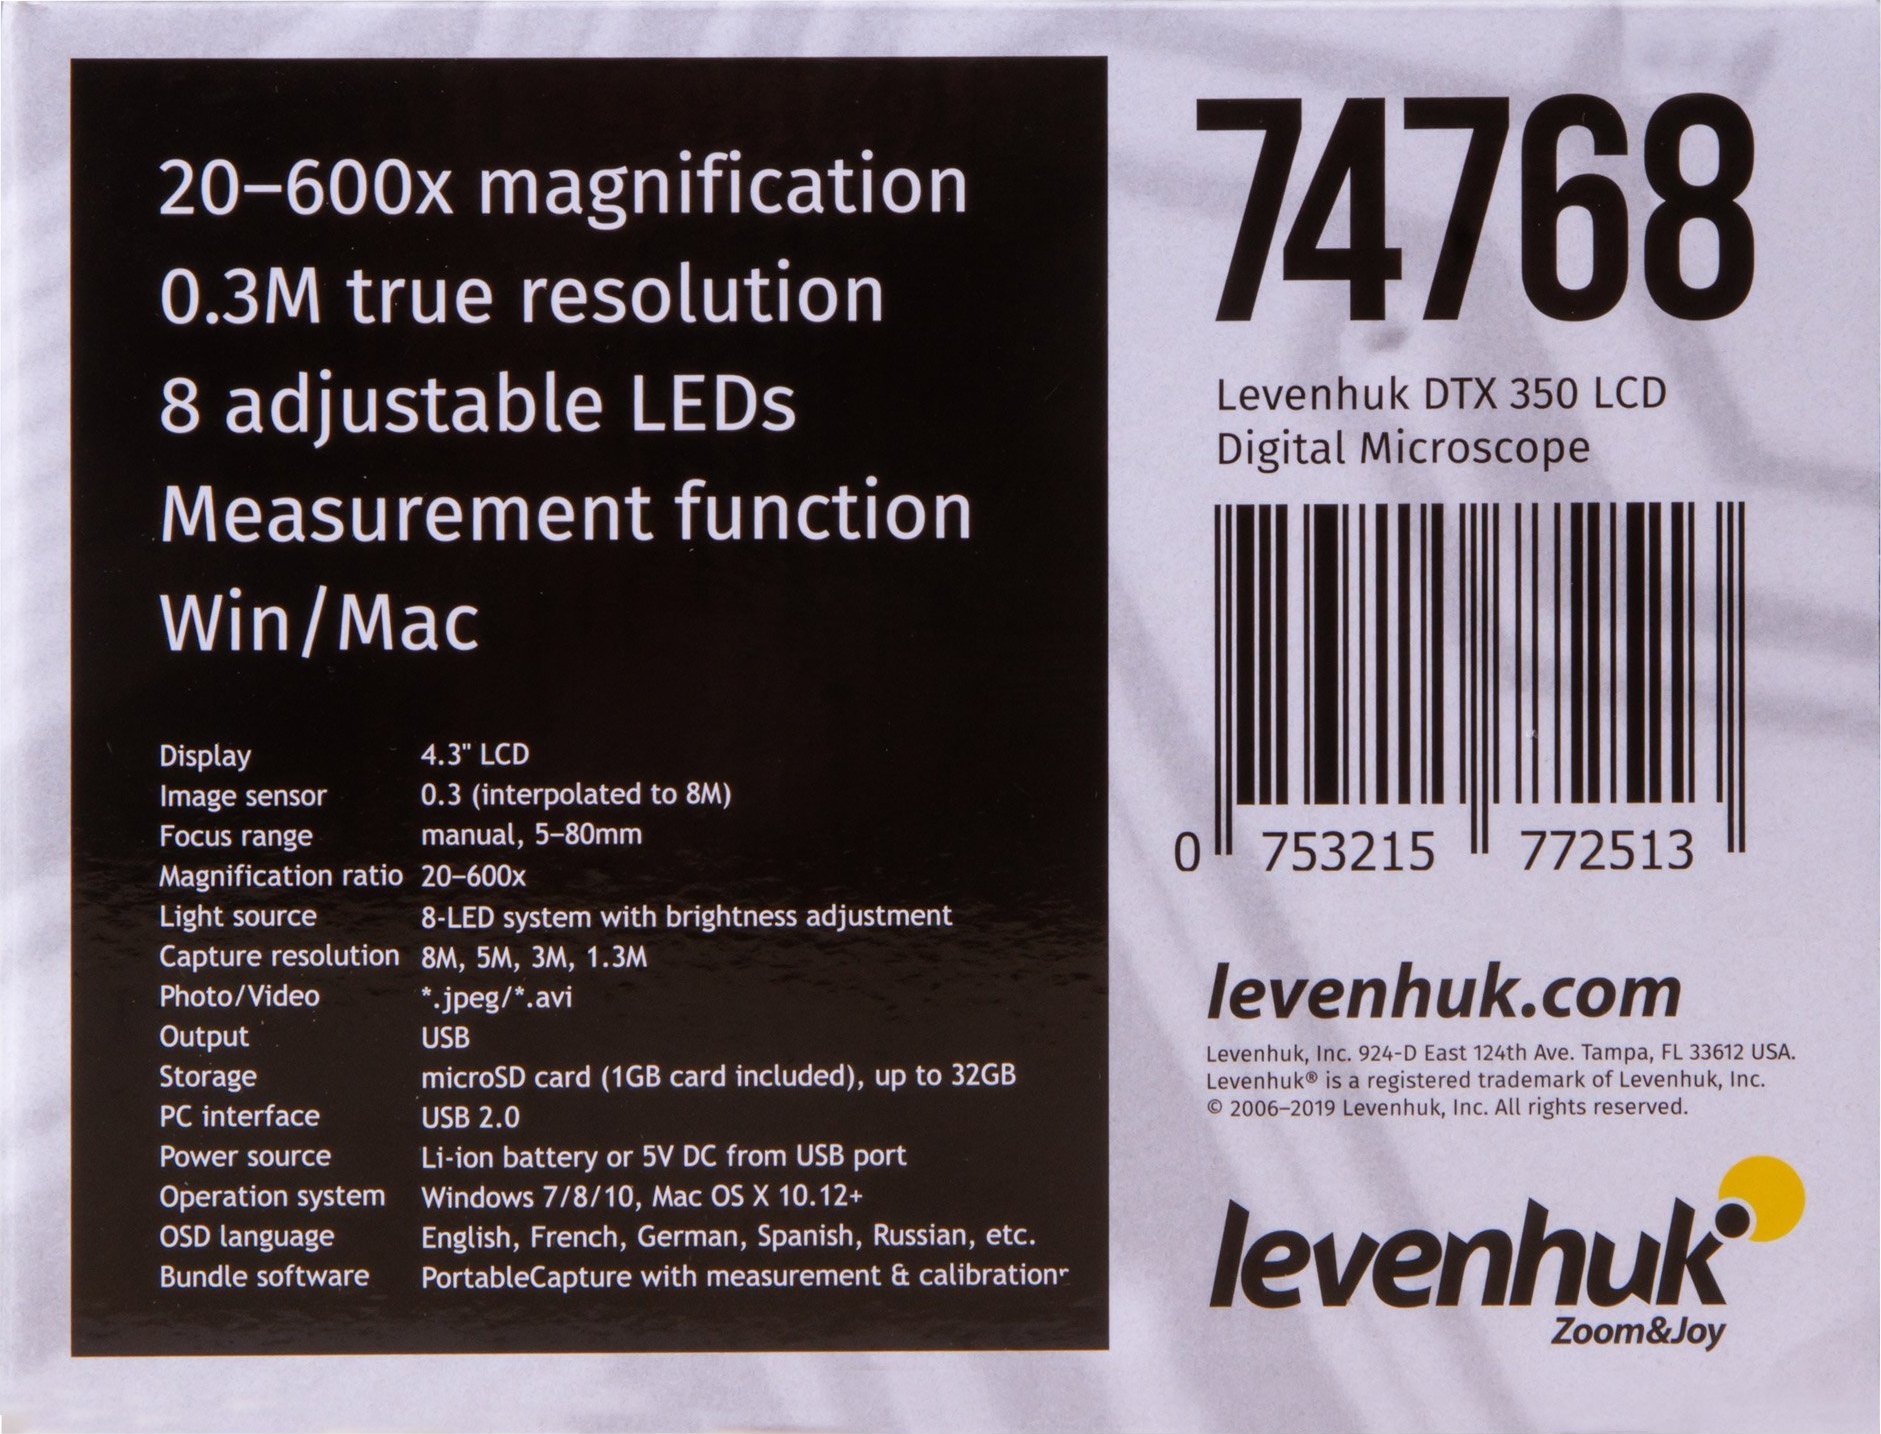 20–600x magnification
0.3M true resolution
8 adjustable LEDs
Measurement function
Win/Mac
Display 4.3" LCD
Image sensor 0.3 (interpolated to 8M)
Focus range manual, 5–80mm
Magnification ratio 20–600x
Light source 8-LED system with brightness adjustment
Capture resolution 8M, 5M, 3M, 1.3M
Photo/Video *.jpeg/*.avi
Output USB
Storage microSD card (1GB card included), up to 32GB
PC interface USB 2.0
Power source Li-ion battery or 5V DC from USB port
Operation system Windows 7/8/10, Mac OS X 10.12+
OSD language English, French, German, Spanish, Russian, etc.
Bundle software PortableCapture with measurement & calibration
74768
Levenhuk DTX 350 LCD
Digital Microscope
0 753215 772513
levenhuk.com
Levenhuk, Inc. 924-D East 124th Ave. Tampa, FL 33612 USA.
Levenhuk® is a registered trademark of Levenhuk, Inc.
© 2006–2019 Levenhuk, Inc. All rights reserved.
levenhuk
Zoom&Joy